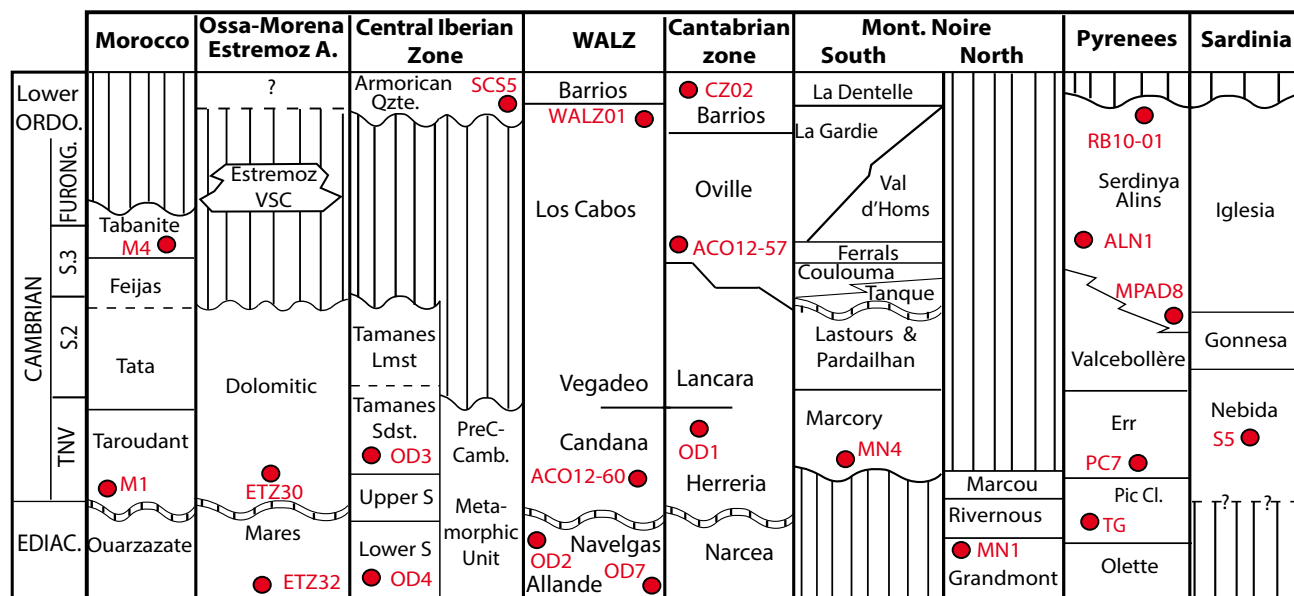 Morocco
Ossa-Morena
Estremoz A.
Central Iberian
Zone
WALZ
Cantabrian
zone
Mont. Noire
South
North
Pyrenees
Sardinia
Lower
ORDO.
CAMBRIAN
FURONG.
S.3
S.2
TNV
EDIAC.
Tabanite
M4
Feijas
Tata
Taroudant
M1
Ouarzazate
?
Estremoz
VSC
Dolomitic
ETZ30
Mares
ETZ32
Armorican
Qzte.
SCS5
Tamanes
Lmst
Tamanes
Sdst.
OD3
Upper S
Lower S
OD4
PreC-
Camb.
Meta-
morphic
Unit
Barrios
WALZ01
Los Cabos
Vegadeo
Candana
ACO12-60
OD2
Navelgas
OD7
Allande
CZ02
Barrios
Oville
ACO12-57
Lancara
OD1
Herreria
Narcea
La Dentelle
La Gardie
Val
d’Homs
Ferrals
Coulouma
Tanque
Lastours &
Pardailhan
Marcory
MN4
Marcou
Rivernous
MN1
Grandmont
RB10-01
Serdinya
Alins
ALN1
MPAD8
Valcebollère
Err
PC7
Pic Cl.
TG
Olette
Iglesia
Gonnesa
Nebida
S5
? ?